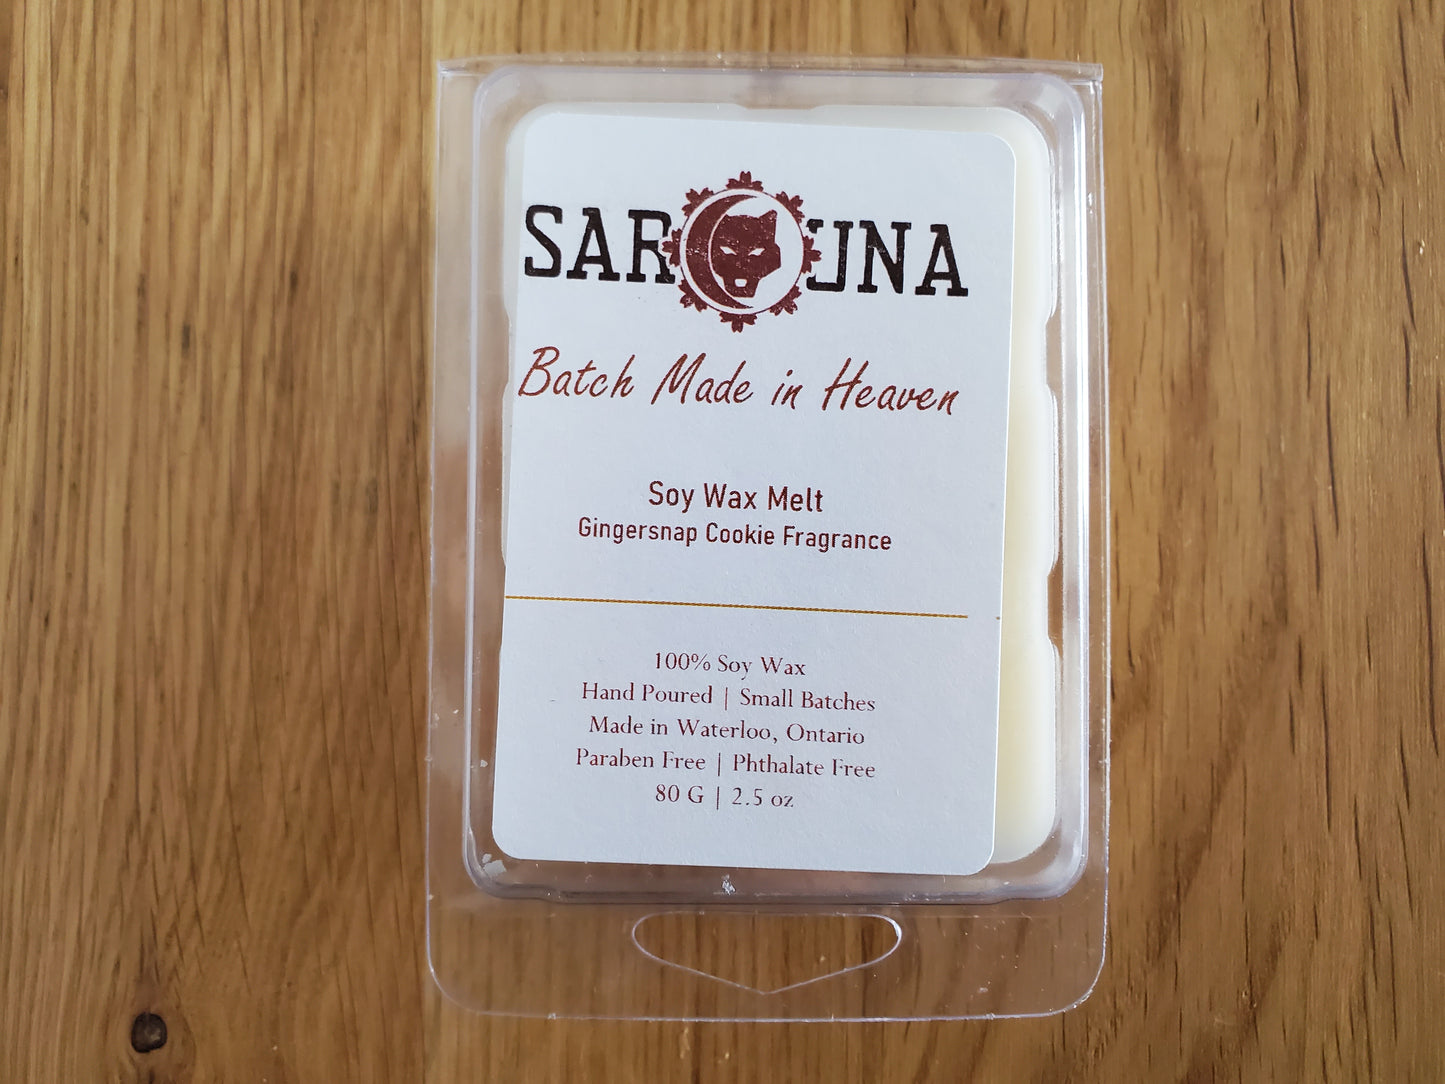 SAR UNA
Batch Made in Heaven
Soy Wax Melt
Gingersnap Cookie Fragrance
100% Soy Wax
Hand Poured | Small Batches
Made in Waterloo, Ontario
Paraben Free | Phthalate Free
80 G | 2.5 oz